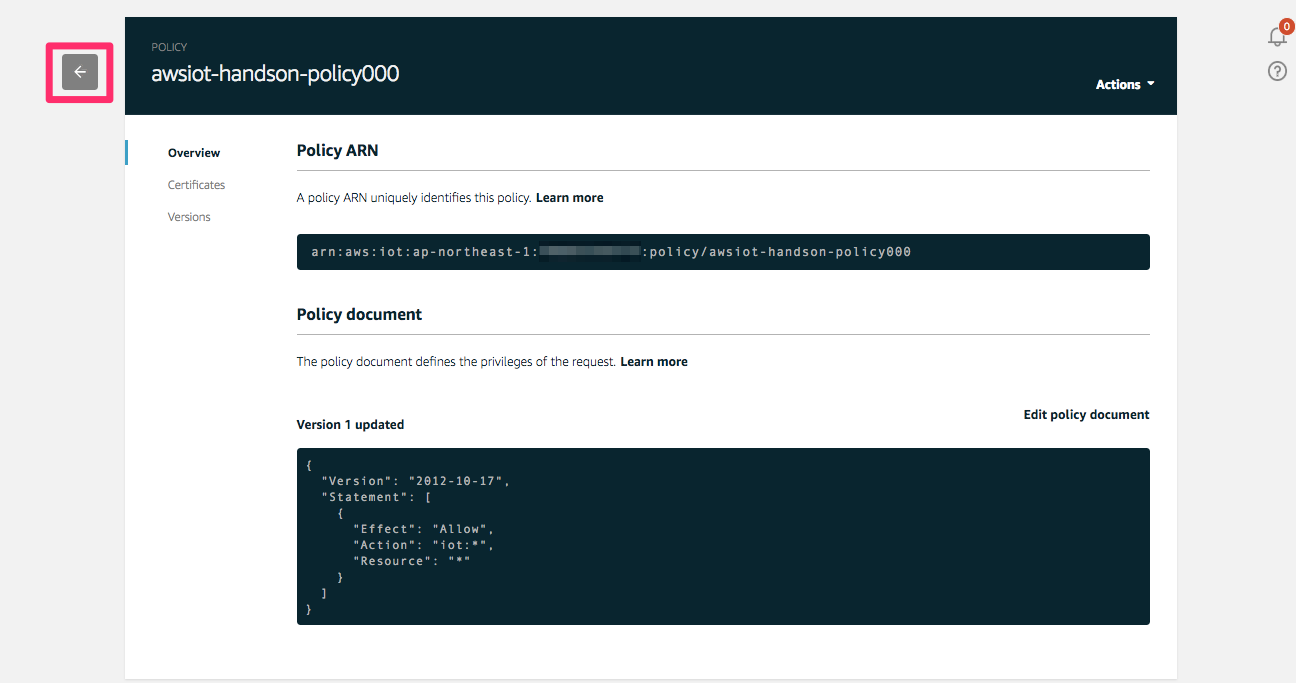 POLICY
awsiot-handson-policy000
Actions
0
?
Overview
Certificates
Versions
Policy ARN
A policy ARN uniquely identifies this policy. Learn more
arn:aws:iot:ap-northeast-1: :policy/awsiot-handson-policy000
Policy document
The policy document defines the privileges of the request. Learn more
Version 1 updated
Edit policy document
{
  "Version": "2012-10-17",
  "Statement": [
    {
      "Effect": "Allow",
      "Action": "iot:*",
      "Resource": "*"
    }
  ]
}